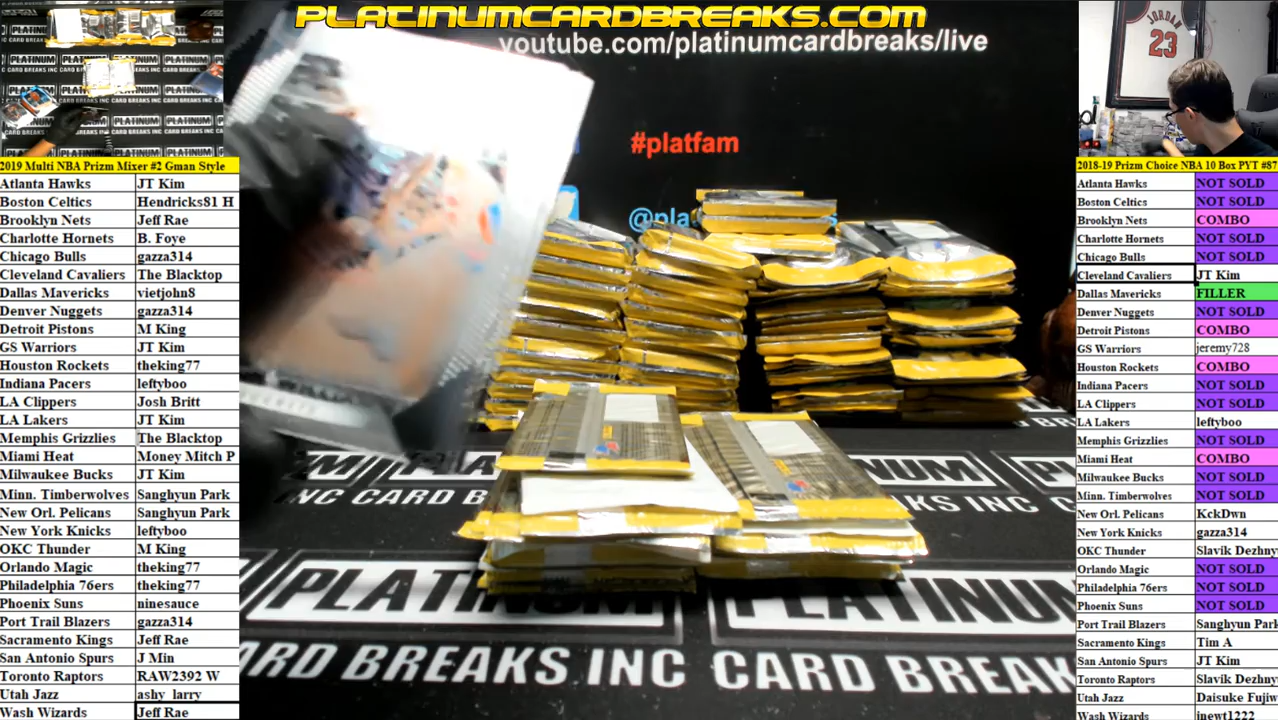 PLATINUMCARDBREAKS.COM
youtube.com/platinumcardbreaks/live
#platfam
@pla
JORDAN
23
2019 Multi NBA Prizm Mixer #2 Gman Style
Atlanta Hawks JT Kim
Boston Celtics Hendricks81 H
Brooklyn Nets Jeff Rae
Charlotte Hornets B. Foye
Chicago Bulls gazza314
Cleveland Cavaliers The Blacktop
Dallas Mavericks vietjohn8
Denver Nuggets gazza314
Detroit Pistons M King
GS Warriors JT Kim
Houston Rockets theking77
Indiana Pacers leftyboo
LA Clippers Josh Britt
LA Lakers JT Kim
Memphis Grizzlies The Blacktop
Miami Heat Money Mitch P
Milwaukee Bucks JT Kim
Minn. Timberwolves Sanghyun Park
New Orl. Pelicans Sanghyun Park
New York Knicks leftyboo
OKC Thunder M King
Orlando Magic theking77
Philadelphia 76ers theking77
Phoenix Suns ninesauce
Port Trail Blazers gazza314
Sacramento Kings Jeff Rae
San Antonio Spurs J Min
Toronto Raptors RAW2392 W
Utah Jazz ashy_larry
Wash Wizards Jeff Rae
2018-19 Prizm Choice NBA 10 Box PYT #87
Atlanta Hawks NOT SOLD
Boston Celtics NOT SOLD
Brooklyn Nets COMBO
Charlotte Hornets NOT SOLD
Chicago Bulls NOT SOLD
Cleveland Cavaliers JT Kim
Dallas Mavericks FILLER
Denver Nuggets NOT SOLD
Detroit Pistons COMBO
GS Warriors jeremy728
Houston Rockets COMBO
Indiana Pacers NOT SOLD
LA Clippers NOT SOLD
LA Lakers leftyboo
Memphis Grizzlies NOT SOLD
Miami Heat COMBO
Milwaukee Bucks NOT SOLD
Minn. Timberwolves NOT SOLD
New Orl. Pelicans KckDwn
New York Knicks gazza314
OKC Thunder Slavik Dezhny
Orlando Magic NOT SOLD
Philadelphia 76ers NOT SOLD
Phoenix Suns NOT SOLD
Port Trail Blazers Sanghyun Park
Sacramento Kings Tim A
San Antonio Spurs JT Kim
Toronto Raptors Slavik Dezhny
Utah Jazz Daisuke Fujiw
Wash Wizards jnewt1222
INC CARD
INC CARD
PLATINUM
PLATINUM
CARD BREAKS INC CARD BREAKS
PLATINUM
CARD BREAKS INC